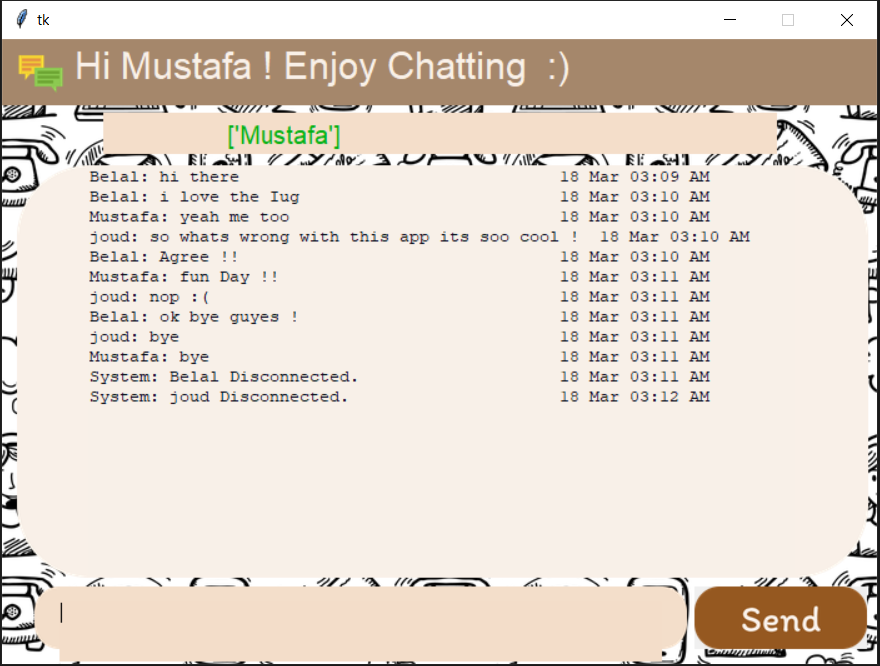 tk
Hi Mustafa ! Enjoy Chatting :)
['Mustafa']
Belal: hi there 18 Mar 03:09 AM
Belal: i love the Iug 18 Mar 03:10 AM
Mustafa: yeah me too 18 Mar 03:10 AM
joud: so whats wrong with this app its soo cool ! 18 Mar 03:10 AM
Belal: Agree !! 18 Mar 03:10 AM
Mustafa: fun Day !! 18 Mar 03:11 AM
joud: nop :( 18 Mar 03:11 AM
Belal: ok bye guyes ! 18 Mar 03:11 AM
joud: bye 18 Mar 03:11 AM
Mustafa: bye 18 Mar 03:11 AM
System: Belal Disconnected. 18 Mar 03:11 AM
System: joud Disconnected. 18 Mar 03:12 AM
Send